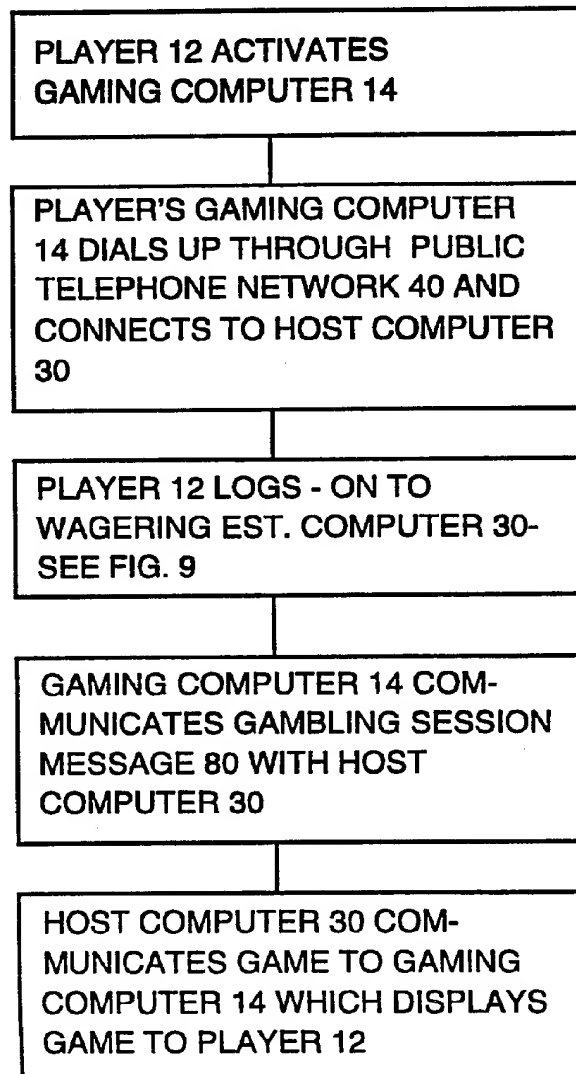 PLAYER 12 ACTIVATES
GAMING COMPUTER 14
PLAYER'S GAMING COMPUTER
14 DIALS UP THROUGH PUBLIC
TELEPHONE NETWORK 40 AND
CONNECTS TO HOST COMPUTER
30
PLAYER 12 LOGS - ON TO
WAGERING EST. COMPUTER 30-
SEE FIG. 9
GAMING COMPUTER 14 COM-
MUNICATES GAMBLING SESSION
MESSAGE 80 WITH HOST
COMPUTER 30
HOST COMPUTER 30 COM-
MUNICATES GAME TO GAMING
COMPUTER 14 WHICH DISPLAYS
GAME TO PLAYER 12